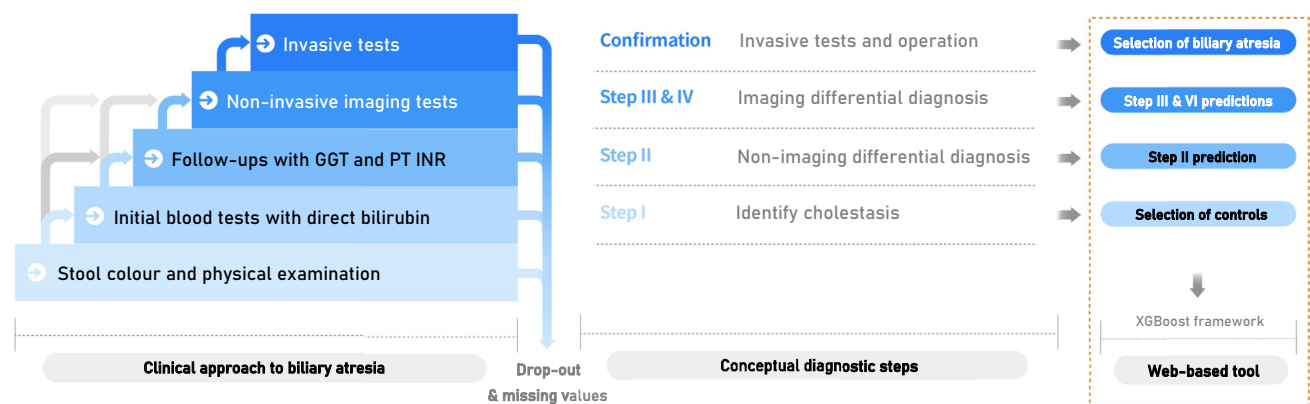 Invasive tests
Non-invasive imaging tests
Follow-ups with GGT and PT INR
Initial blood tests with direct bilirubin
Stool colour and physical examination
Clinical approach to biliary atresia
Drop-out
& missing values
Confirmation Invasive tests and operation
Step III & IV Imaging differential diagnosis
Step II Non-imaging differential diagnosis
Step I Identify cholestasis
Conceptual diagnostic steps
Selection of biliary atresia
Step III & VI predictions
Step II prediction
Selection of controls
XGBoost framework
Web-based tool